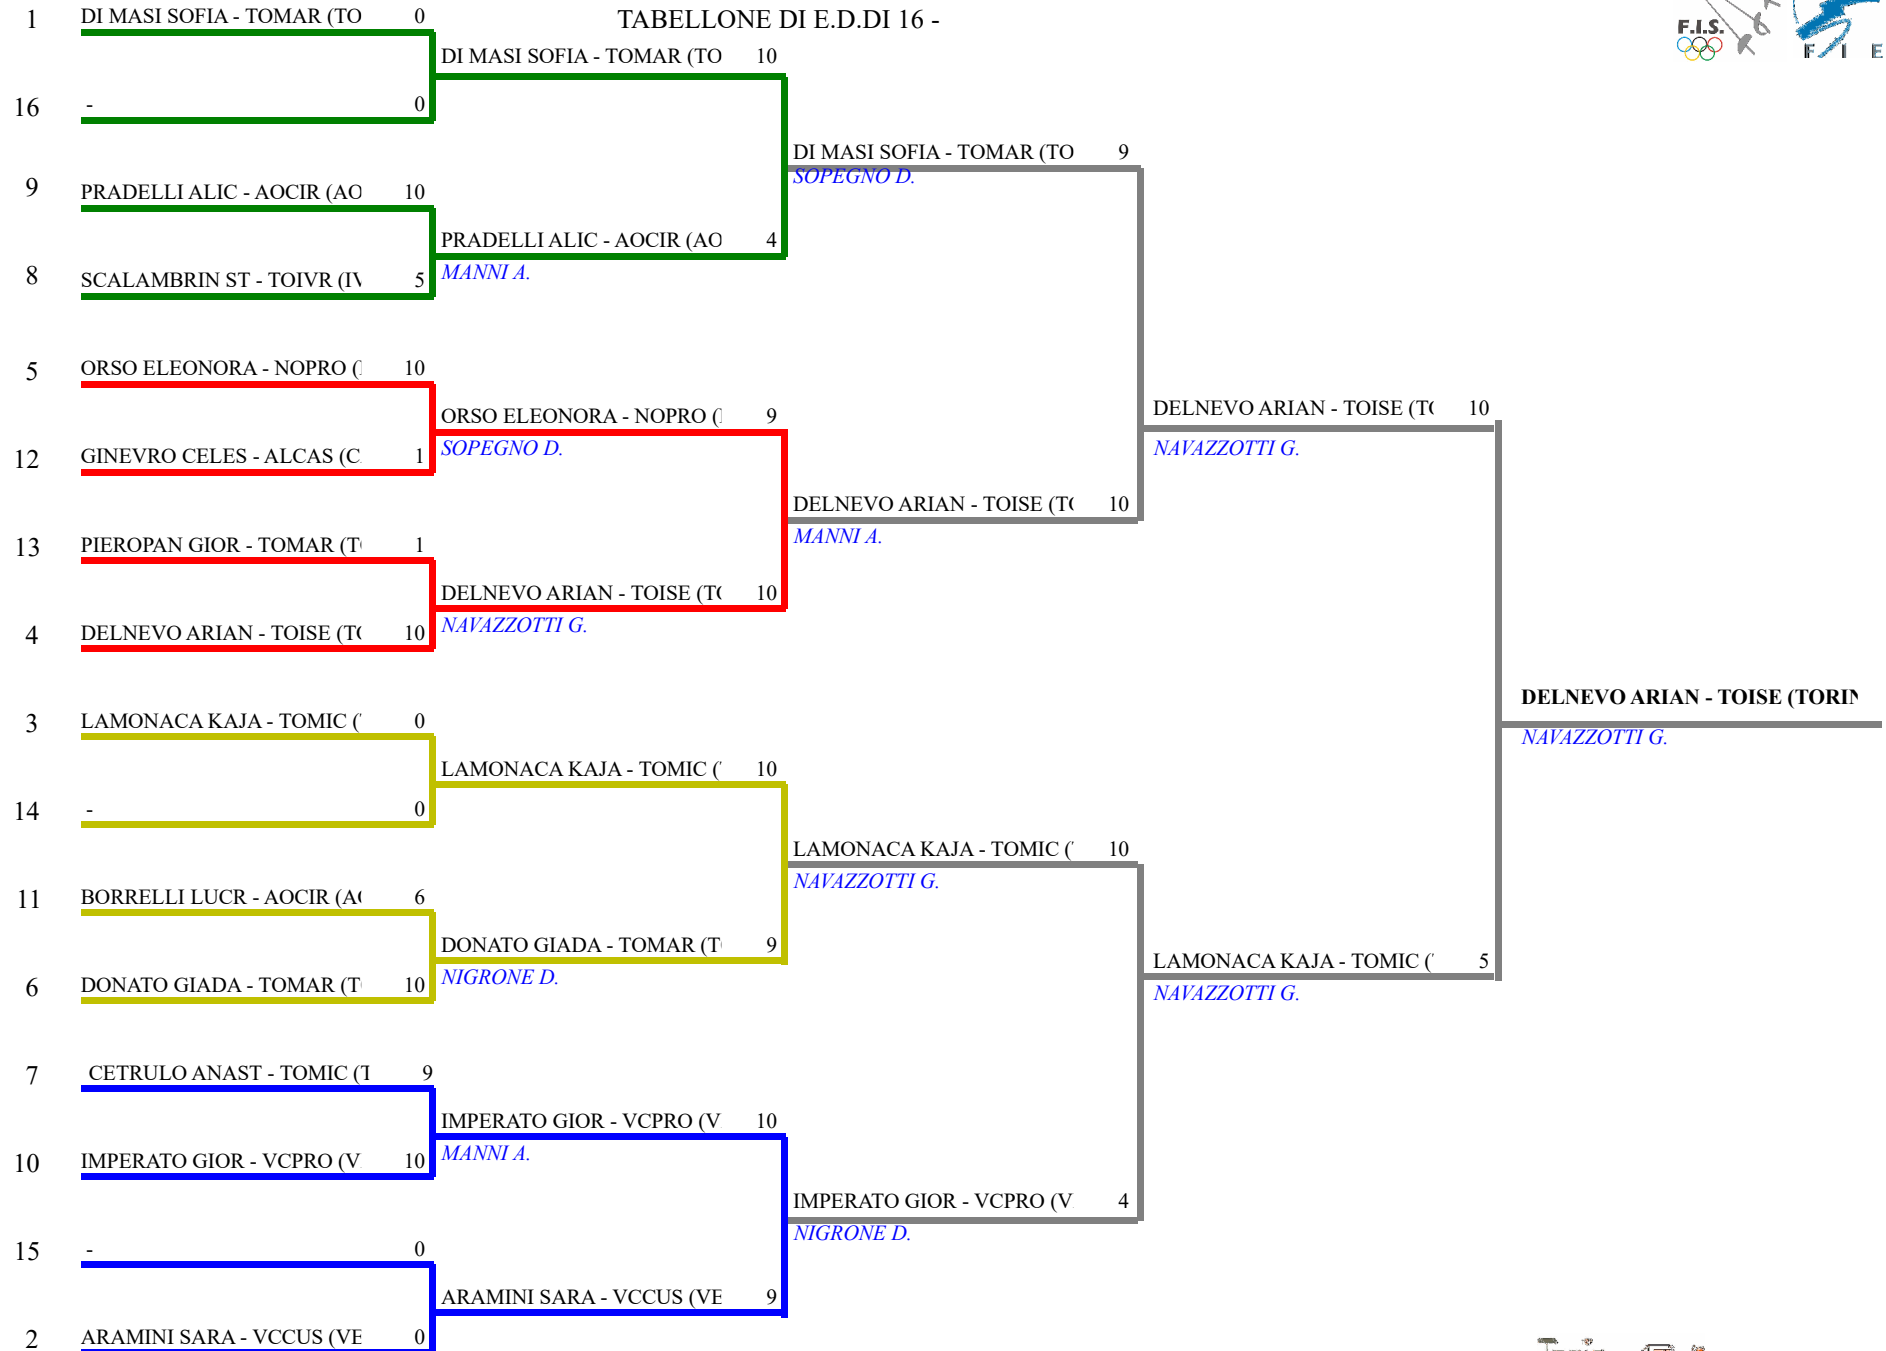 TABELLONE DI E.D.DI 16 -
F.I.S.
F I E
1 DI MASI SOFIA - TOMAR (TO 0
DI MASI SOFIA - TOMAR (TO 10
16 - 0
DI MASI SOFIA - TOMAR (TO 9
SOPEGNO D.
9 PRADELLI ALIC - AOCIR (AO 10
PRADELLI ALIC - AOCIR (AO 4
MANNI A.
8 SCALAMBRIN ST - TOIVR (IV 5
5 ORSO ELEONORA - NOPRO ( 10
DELNEVO ARIAN - TOISE (TO 10
NAVAZZOTTI G.
ORSO ELEONORA - NOPRO ( 9
SOPEGNO D.
12 GINEVRO CELES - ALCAS (C 1
DELNEVO ARIAN - TOISE (TO 10
MANNI A.
13 PIEROPAN GIOR - TOMAR (T 1
DELNEVO ARIAN - TOISE (TO 10
NAVAZZOTTI G.
4 DELNEVO ARIAN - TOISE (TO 10
DELNEVO ARIAN - TOISE (TORIN
NAVAZZOTTI G.
3 LAMONACA KAJA - TOMIC ( 0
LAMONACA KAJA - TOMIC ( 10
14 - 0
LAMONACA KAJA - TOMIC ( 10
NAVAZZOTTI G.
11 BORRELLI LUCR - AOCIR (AO 6
DONATO GIADA - TOMAR (T 9
NIGRONE D.
LAMONACA KAJA - TOMIC ( 5
NAVAZZOTTI G.
6 DONATO GIADA - TOMAR (T 10
7 CETRULO ANAST - TOMIC (T 9
IMPERATO GIOR - VCPRO (V 10
MANNI A.
10 IMPERATO GIOR - VCPRO (V 10
IMPERATO GIOR - VCPRO (V 4
NIGRONE D.
15 - 0
ARAMINI SARA - VCCUS (VE 9
2 ARAMINI SARA - VCCUS (VE 0